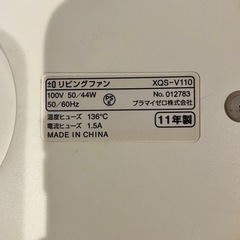 ±0 リビングファン XQS-V110
100V 50/44W No. 012783
50/60Hz PSE プラマイゼロ株式会社
温度ヒューズ 136℃ 11年製
電流ヒューズ 1.5A
MADE IN CHINA